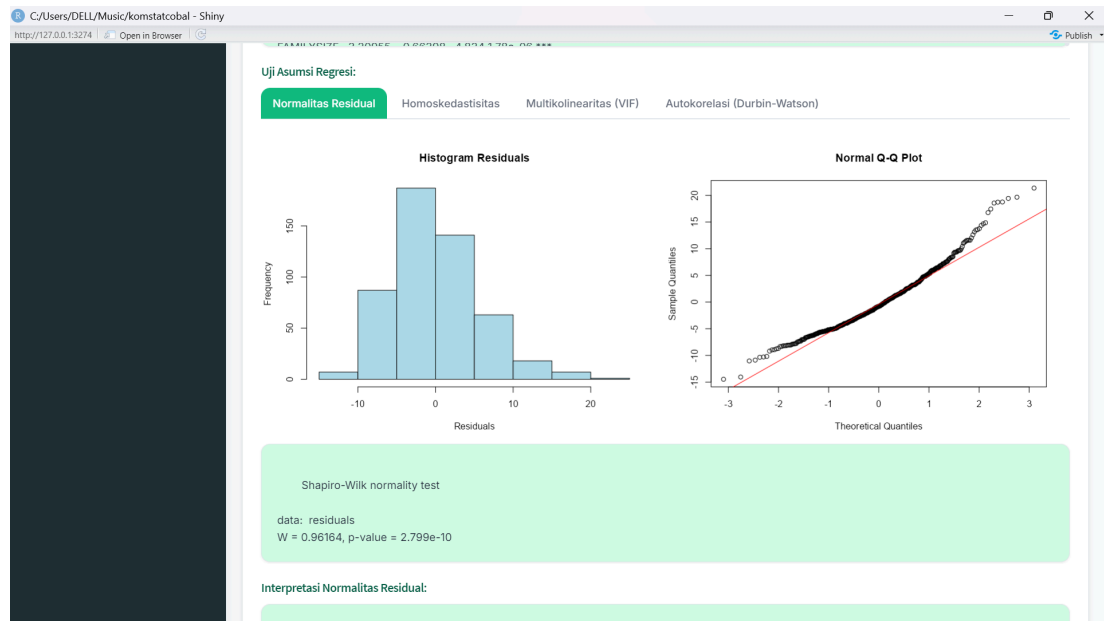 C:/Users/DELL/Music/komstatcobal - Shiny
http://127.0.0.1:3274 Open in Browser Publish
Uji Asumsi Regresi:
Normalitas Residual Homoskedastisitas Multikolinearitas (VIF) Autokorelasi (Durbin-Watson)
Histogram Residuals
Frequency
0 50 100 150
-10 0 10 20
Residuals
Normal Q-Q Plot
Sample Quantiles
-15 -10 -5 0 5 10 15 20
-3 -2 -1 0 1 2 3
Theoretical Quantiles
Shapiro-Wilk normality test
data: residuals
W = 0.96164, p-value = 2.799e-10
Interpretasi Normalitas Residual: